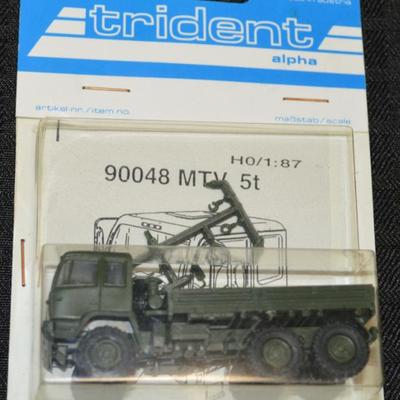 trident
alpha
artikel-nr./item no.
maßstab/scale
H0/1:87
90048 MTV 5t